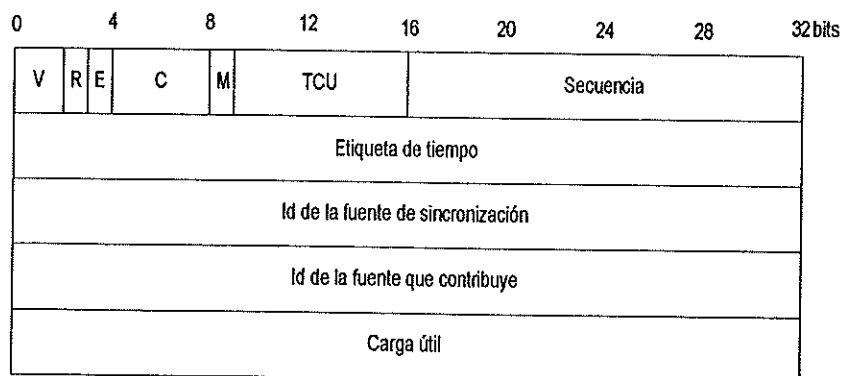 0 4 8 12 16 20 24 28 32 bits
V R E C M TCU Secuencia
Etiqueta de tiempo
Id de la fuente de sincronización
Id de la fuente que contribuye
Carga útil